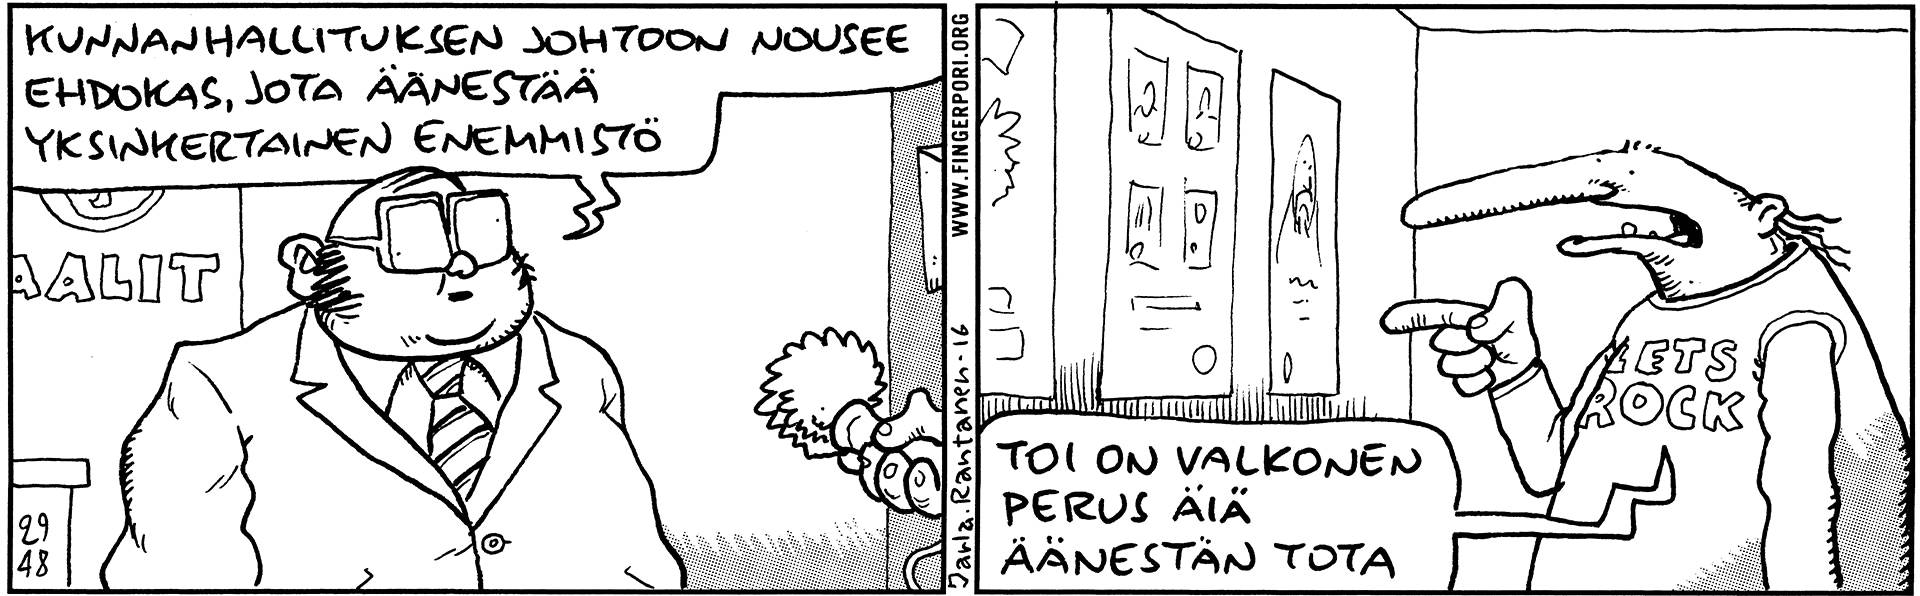 KUNNANHALLITUKSEN JOHTOON NOUSEE
EHDOKAS, JOTA ÄÄNESTÄÄ
YKSINKERTAINEN ENEMMISTÖ
AALIT
29
48
Jarla.Rantanen-16
WWW.FINGERPORI.ORG
LETS
ROCK
TOI ON VALKONEN
PERUS ÄIÄ
ÄÄNESTÄN TOTA